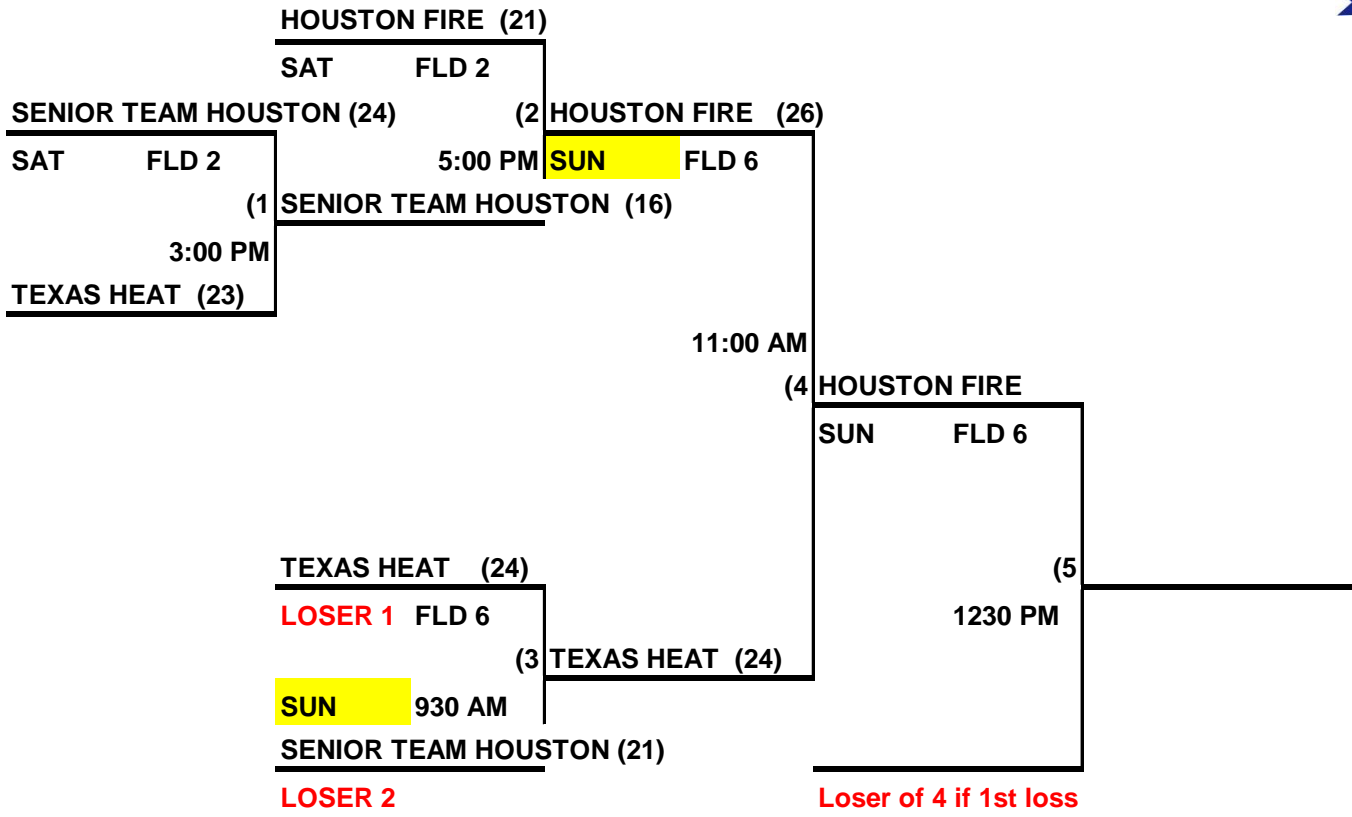 HOUSTON FIRE (21)
SAT FLD 2
SENIOR TEAM HOUSTON (24) (2 HOUSTON FIRE (26)
SAT FLD 2 5:00 PM SUN FLD 6
(1 SENIOR TEAM HOUSTON (16)
3:00 PM
TEXAS HEAT (23)
11:00 AM
(4 HOUSTON FIRE
SUN FLD 6
TEXAS HEAT (24) (5
LOSER 1 FLD 6 1230 PM
(3 TEXAS HEAT (24)
SUN 930 AM
SENIOR TEAM HOUSTON (21)
LOSER 2 Loser of 4 if 1st loss